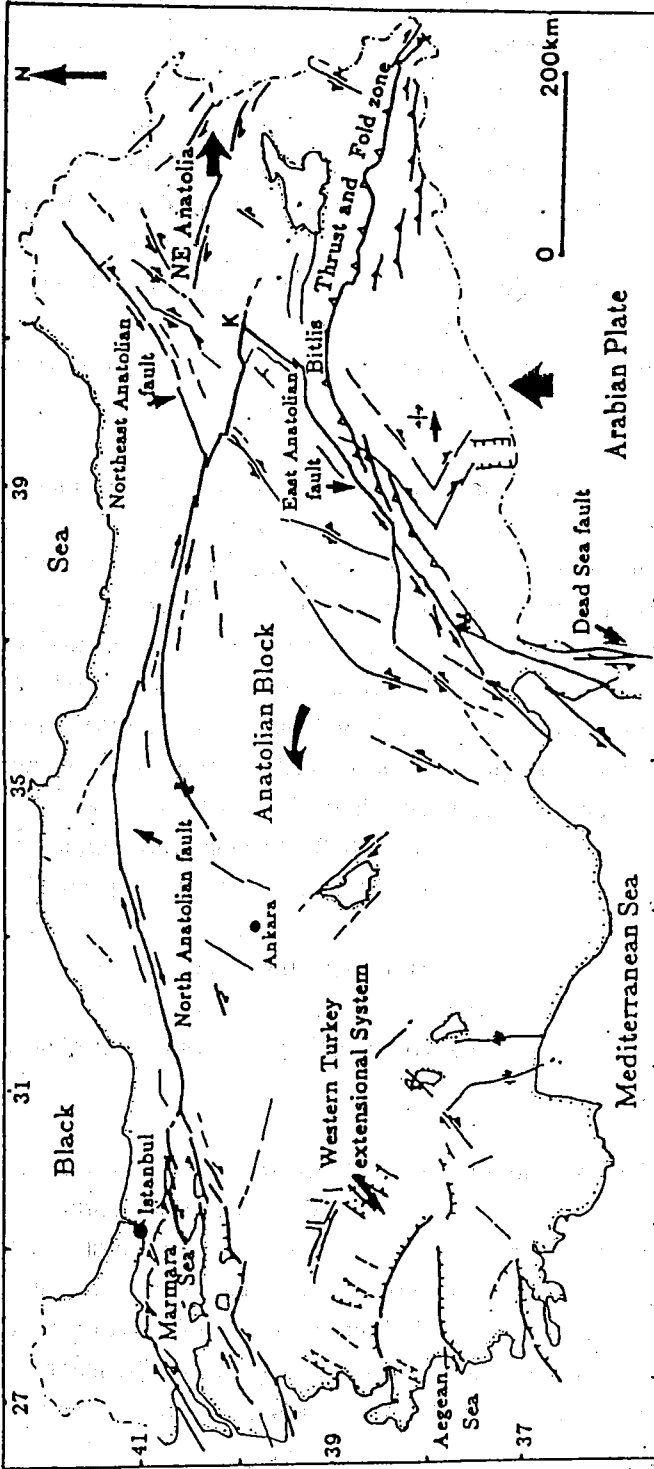 27
31
35
39
N
Black
Sea
Istanbul
Marmara
Sea
41
39
37
North Anatolian fault
Northeast Anatolian
fault
NE Anatolia
K
Ankara
Anatolian Block
East Anatolian
fault
Bitlis Thrust and Fold zone
Western Turkey
extensional System
Aegean
Sea
Mediterranean Sea
Dead Sea fault
Arabian Plate
0 200km